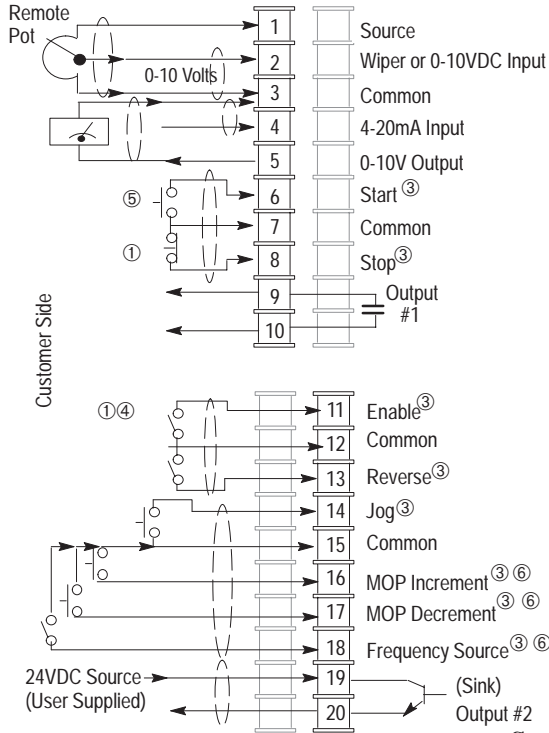 Remote
Pot
1 Source
2 Wiper or 0-10VDC Input
0-10 Volts
3 Common
4 4-20mA Input
5 0-10V Output
⑤ 6 Start ③
7 Common
① 8 Stop③
9 Output
#1
10
Customer Side
①④ 11 Enable③
12 Common
13 Reverse③
14 Jog③
15 Common
16 MOP Increment③ ⑥
17 MOP Decrement③ ⑥
18 Frequency Source③ ⑥
24VDC Source 19 (Sink)
(User Supplied) 20 Output #2